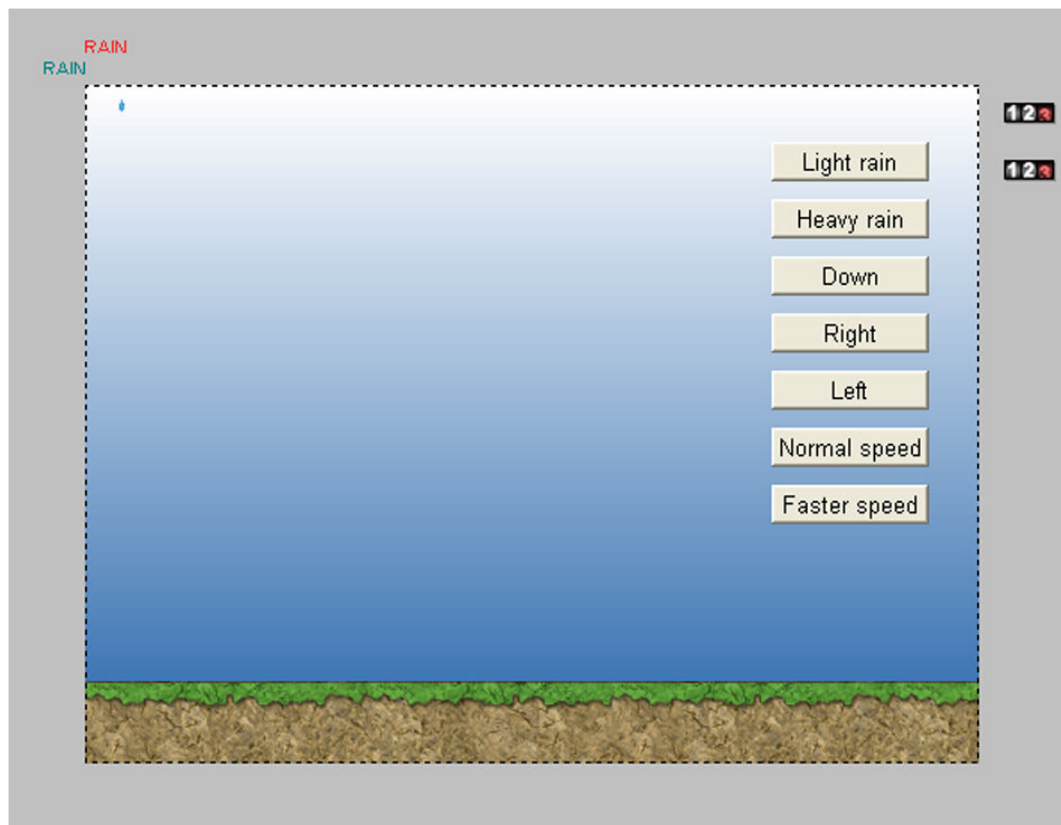 RAIN
RAIN
123
Light rain
123
Heavy rain
Down
Right
Left
Normal speed
Faster speed